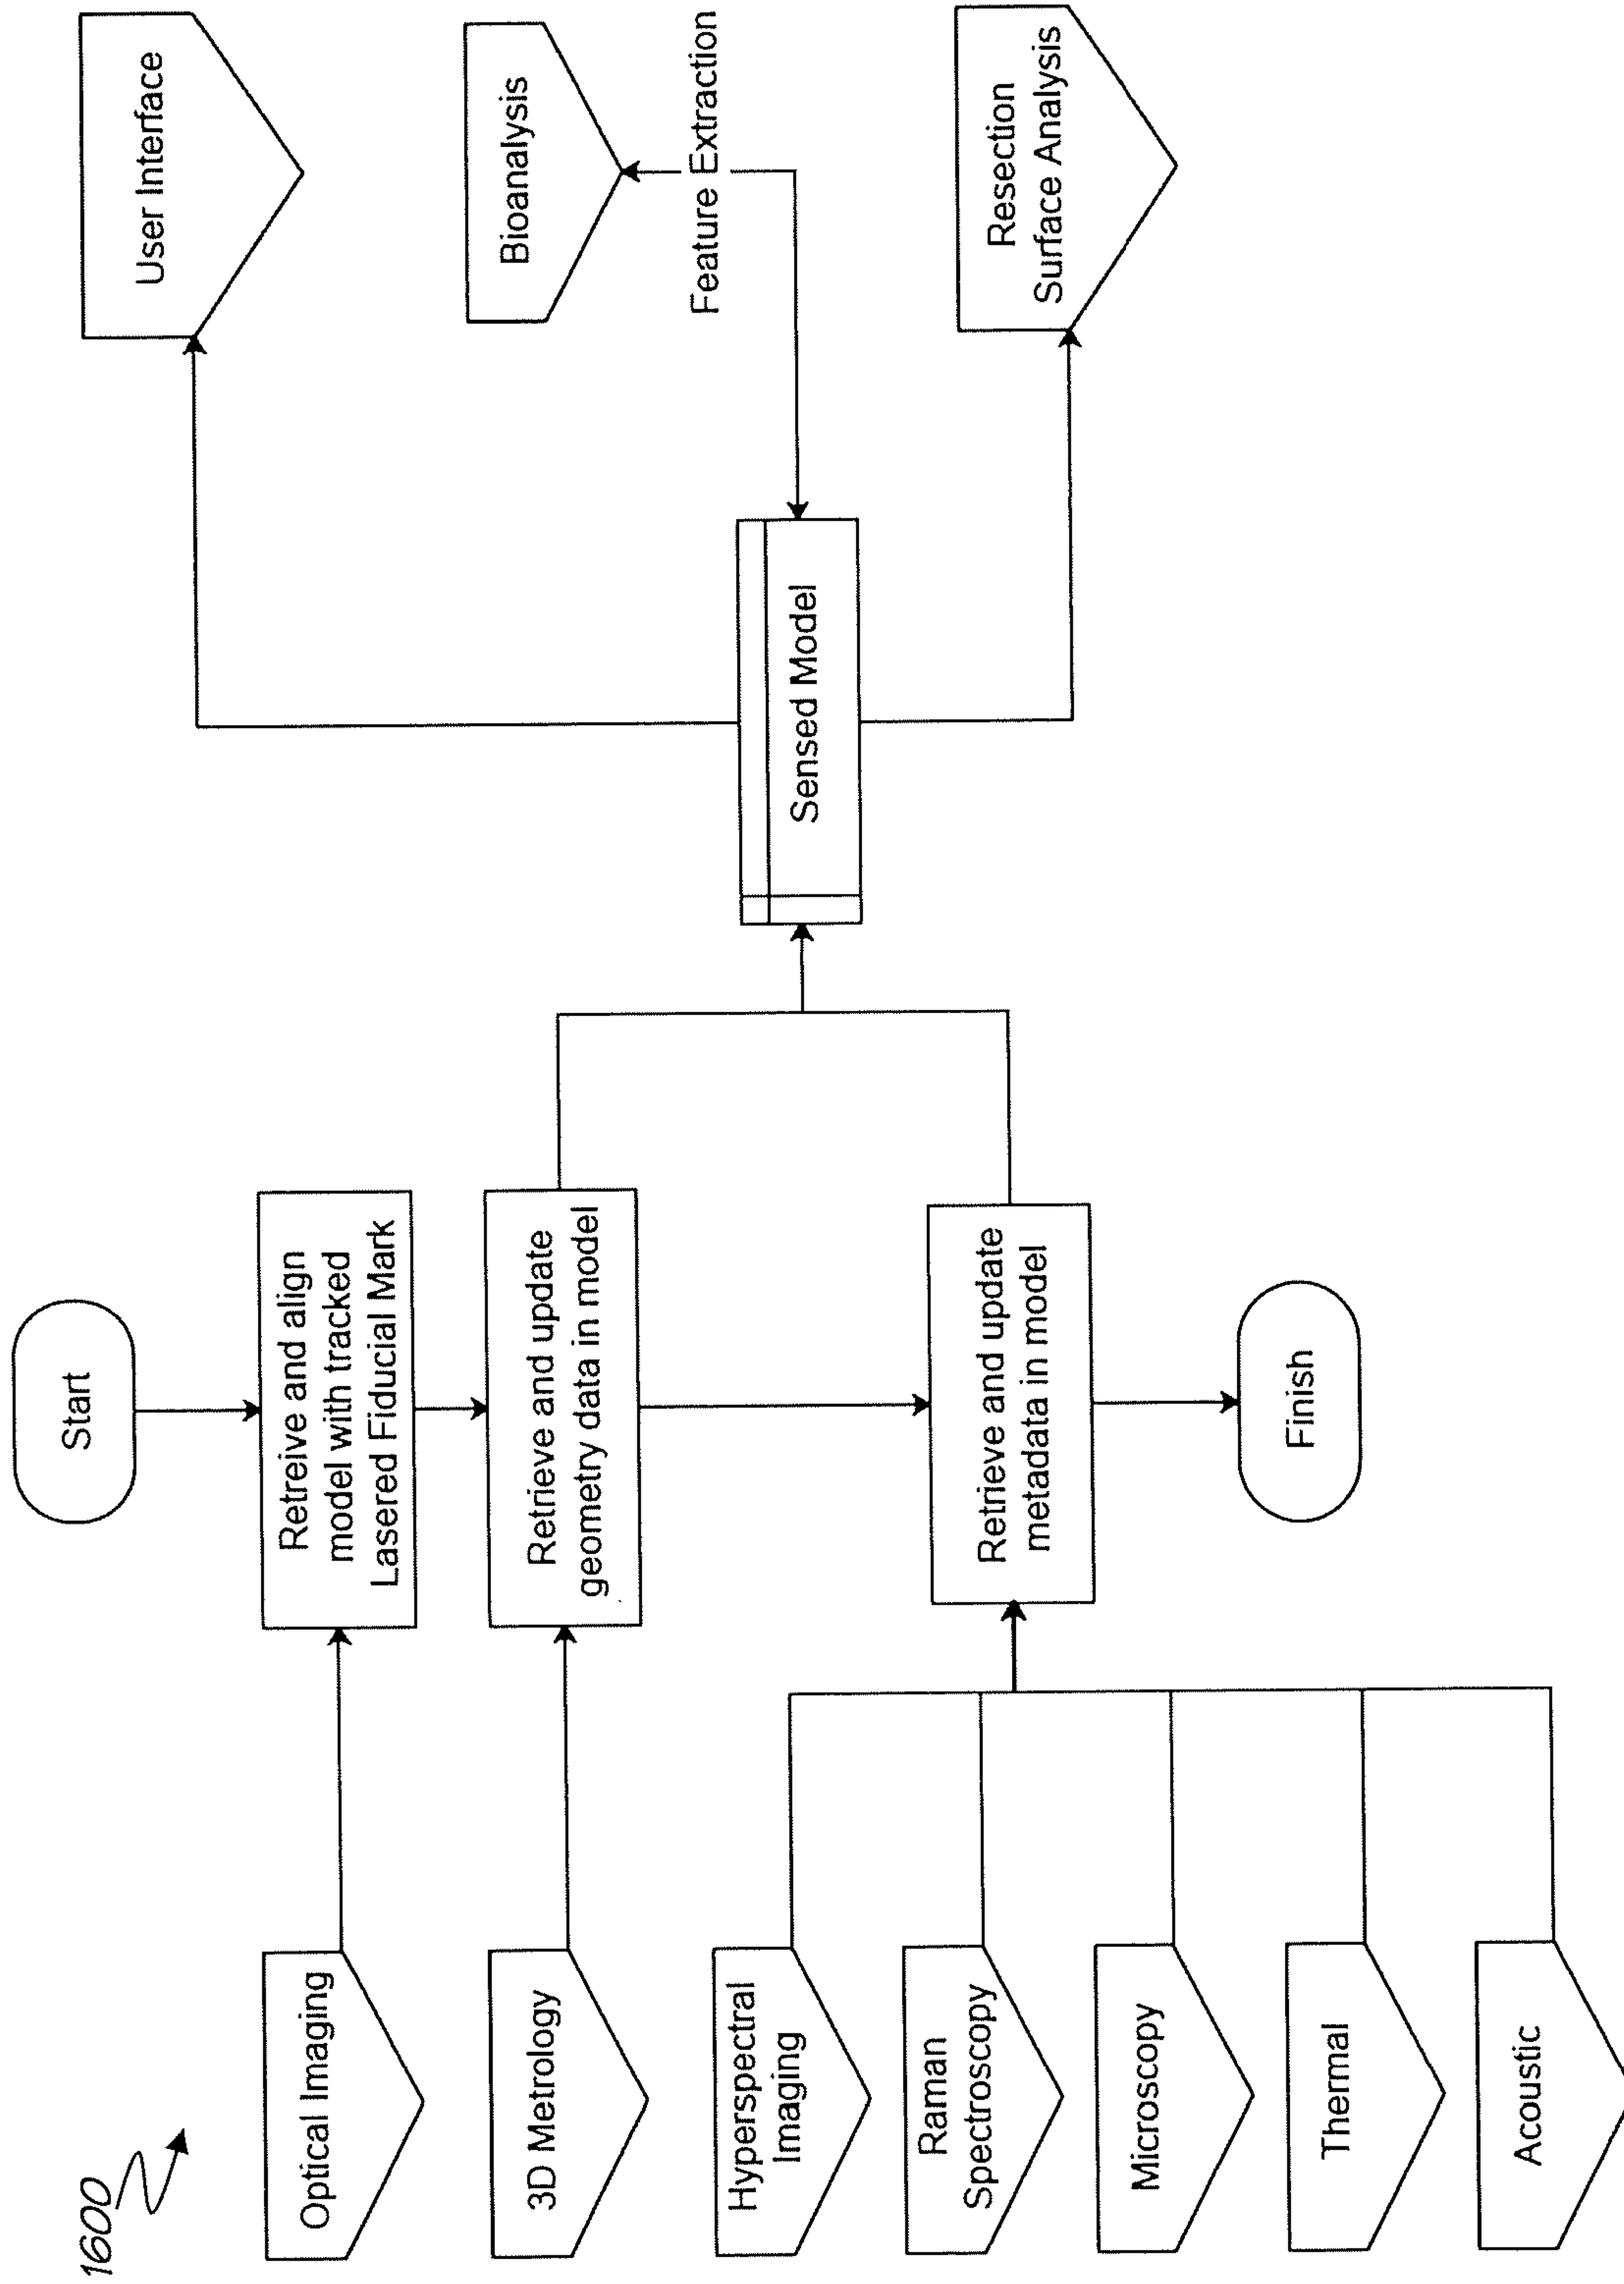 1600
Start
Optical Imaging
Retreive and align
model with tracked
Lasered Fiducial Mark
User Interface
3D Metrology
Retrieve and update
geometry data in model
Bioanalysis
Feature Extraction
Sensed Model
Hyperspectral
Imaging
Raman
Spectroscopy
Retrieve and update
metadata in model
Resection
Surface Analysis
Microscopy
Thermal
Finish
Acoustic